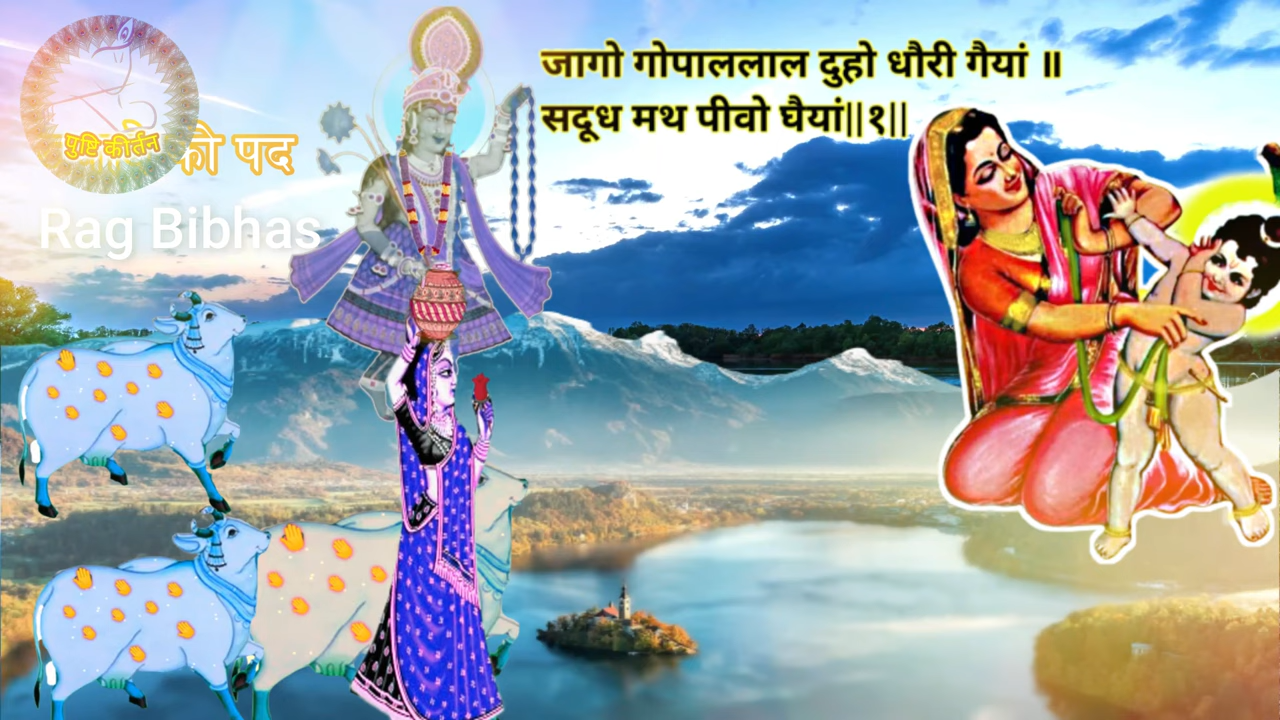 जागो गोपाललाल दुहो धौरी गैयां ॥
सदूध मथ पीवो घैयां||१||
पुष्टि कीर्तन
को पद
Rag Bibhas